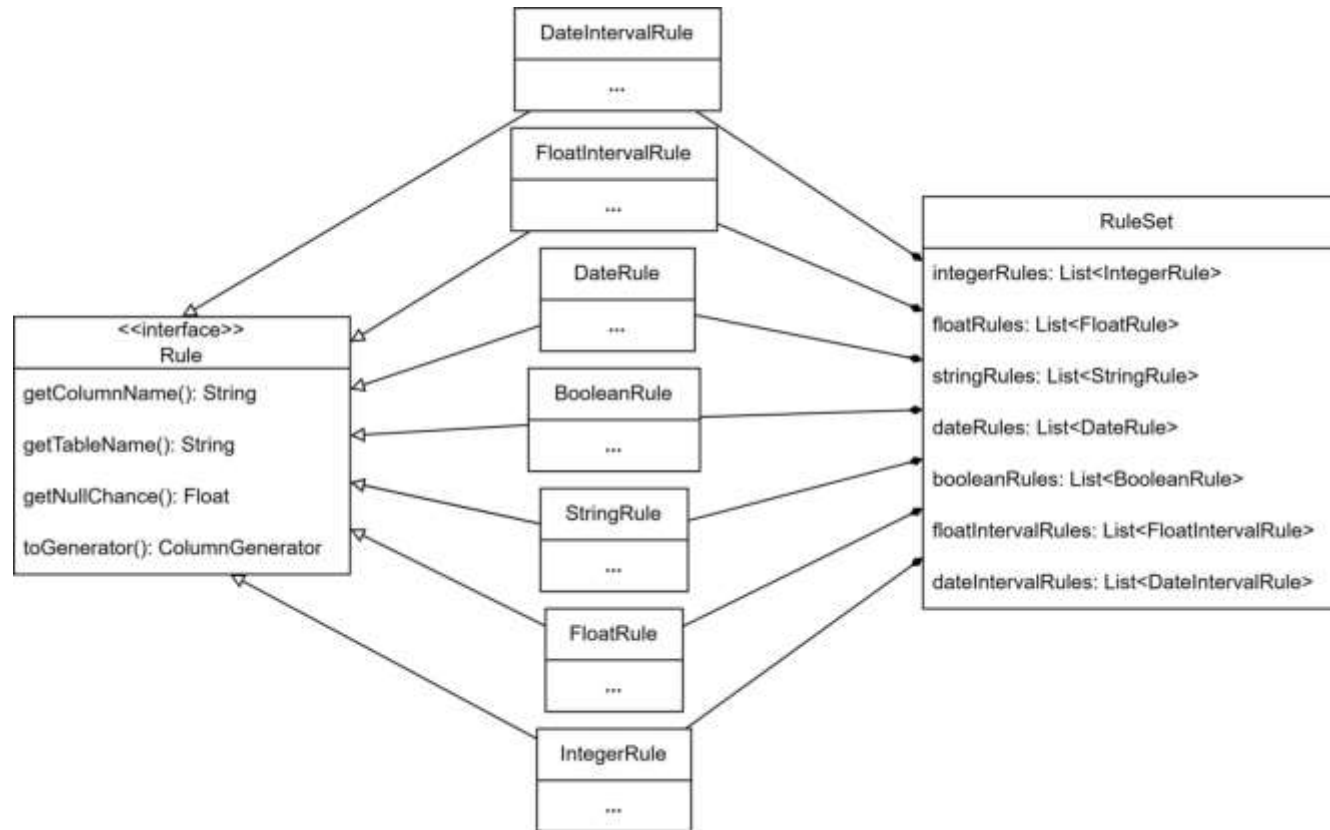 DateIntervalRule
...
FloatIntervalRule
...
DateRule
...
BooleanRule
...
StringRule
...
FloatRule
...
IntegerRule
...
<<interface>>
Rule
getColumnName(): String
getTableName(): String
getNullChance(): Float
toGenerator(): ColumnGenerator
RuleSet
integerRules: List<IntegerRule>
floatRules: List<FloatRule>
stringRules: List<StringRule>
dateRules: List<DateRule>
booleanRules: List<BooleanRule>
floatIntervalRules: List<FloatIntervalRule>
dateIntervalRules: List<DateIntervalRule>